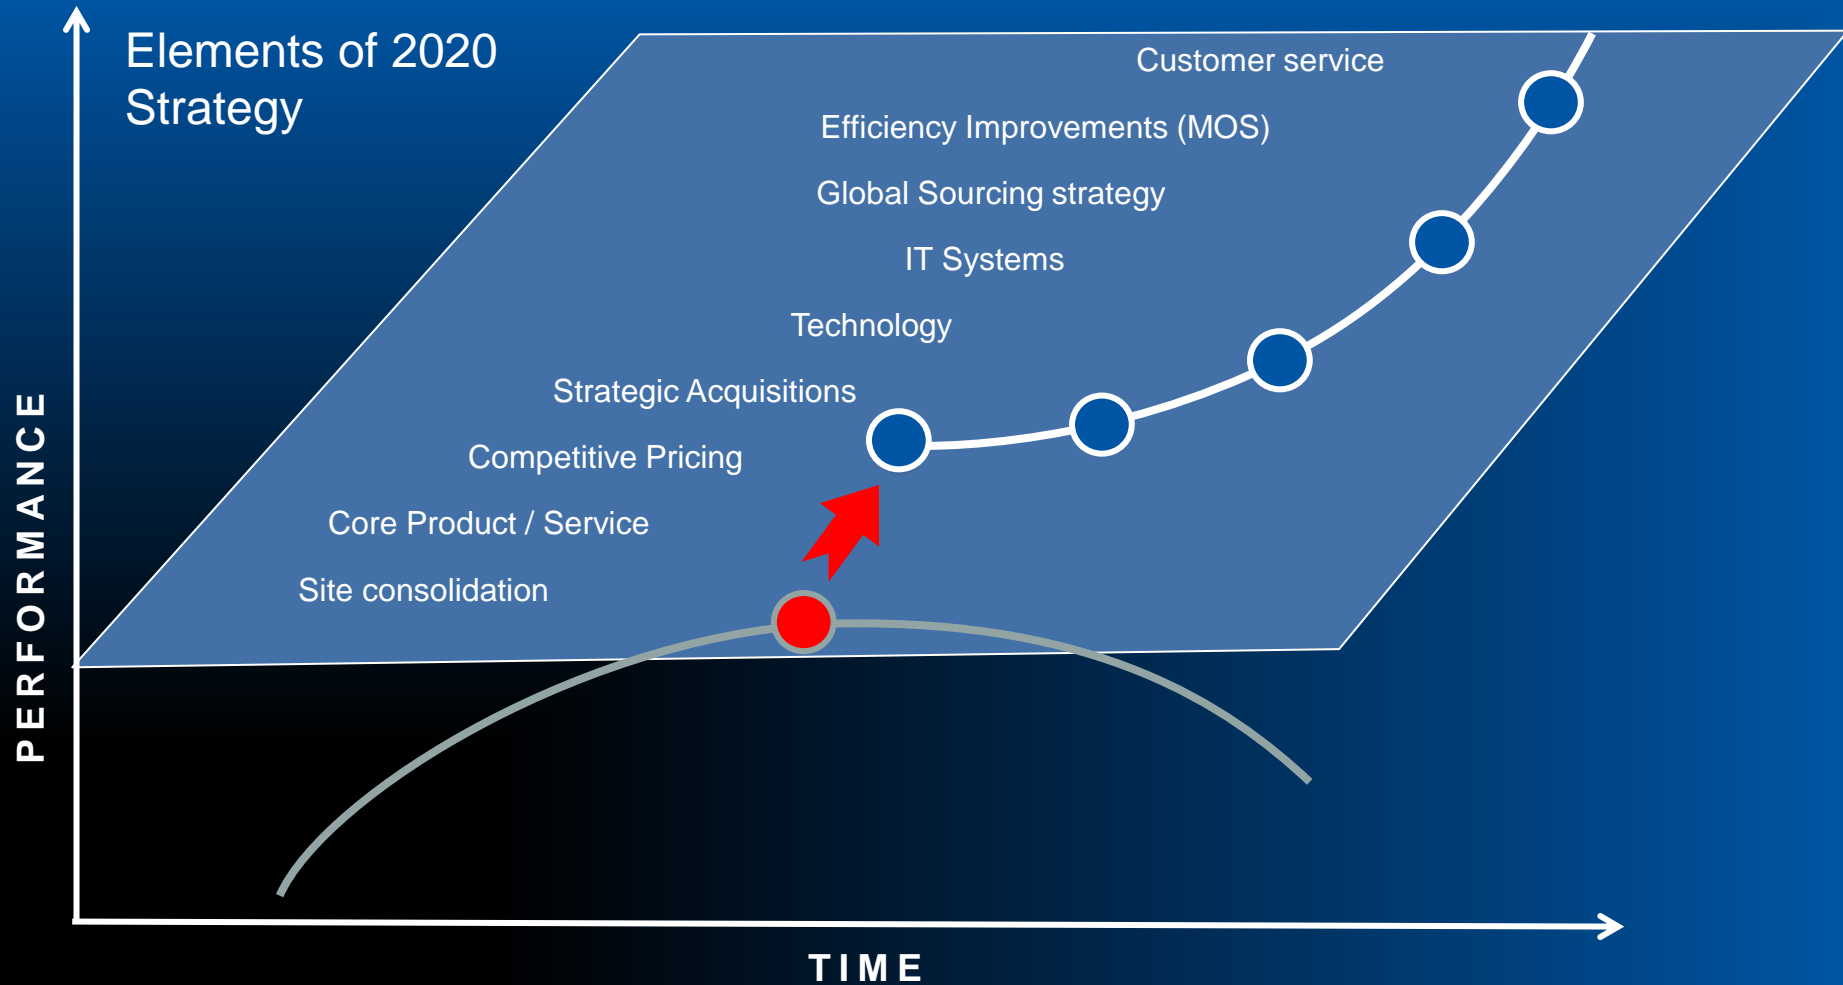 Elements of 2020
Strategy
Customer service
Efficiency Improvements (MOS)
Global Sourcing strategy
IT Systems
Technology
Strategic Acquisitions
Competitive Pricing
Core Product / Service
Site consolidation
PERFORMANCE
TIME